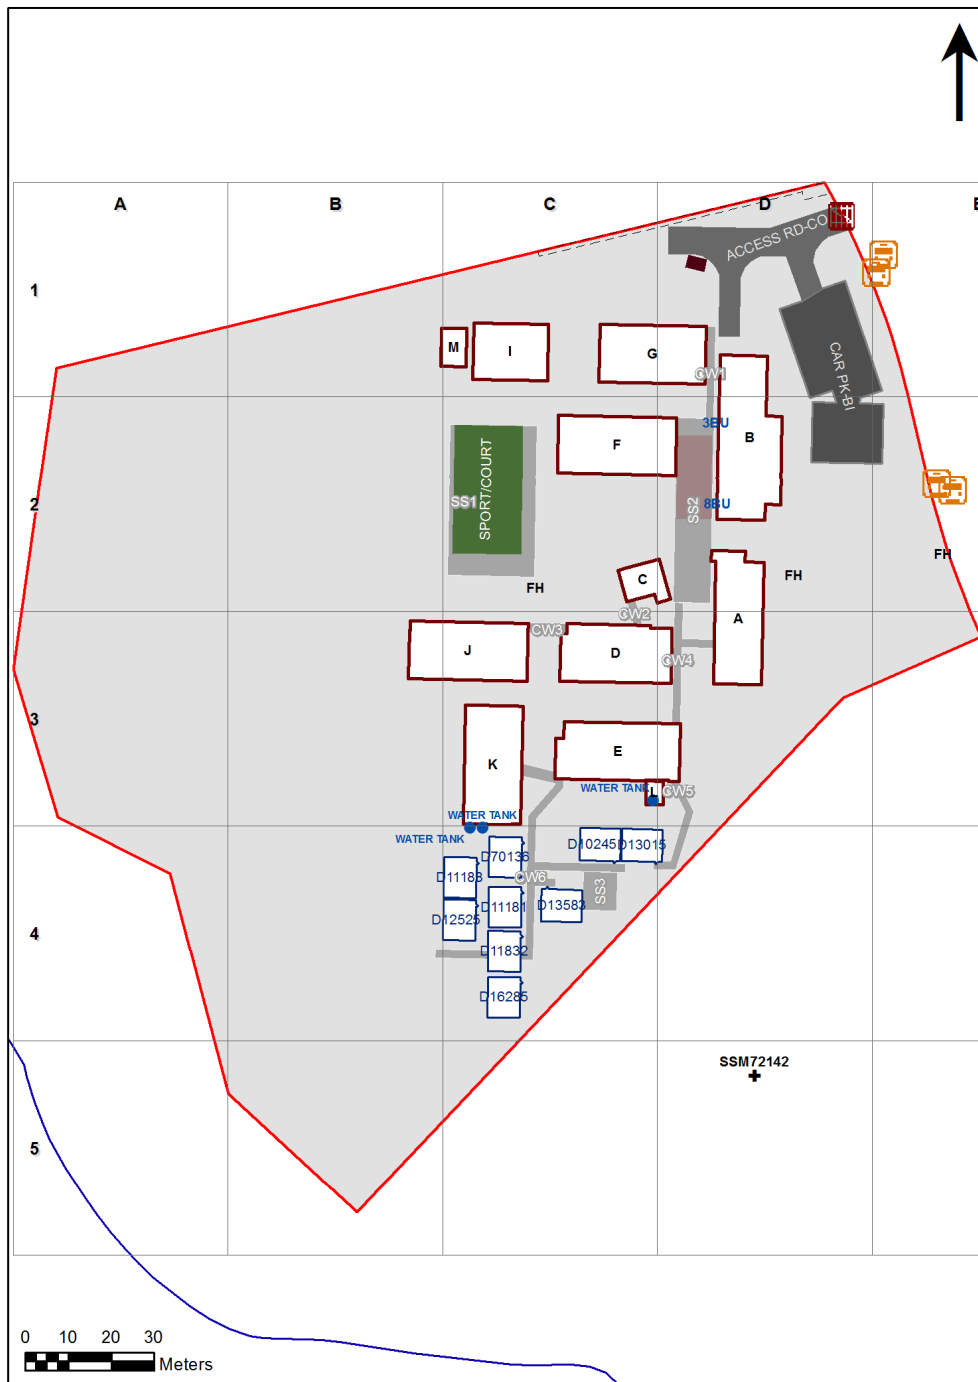 A
B
C
D
E
ACCESS RD-CO
1
M
I
G
CW1
CAR PK-BI
3BU
F
B
SPORT/COURT
SS1
2
SS2
8BU
FH
FH
FH
C
CW2
A
CW3
J
D
CW4
3
K
E
WATER TANK
L
CW5
WATER TANK
WATER TANK
D70136
D10245
D13015
D11183
CW6
SS3
D11181
D13583
D12525
4
D11832
D16285
SSM72142
5
0 10 20 30
Meters